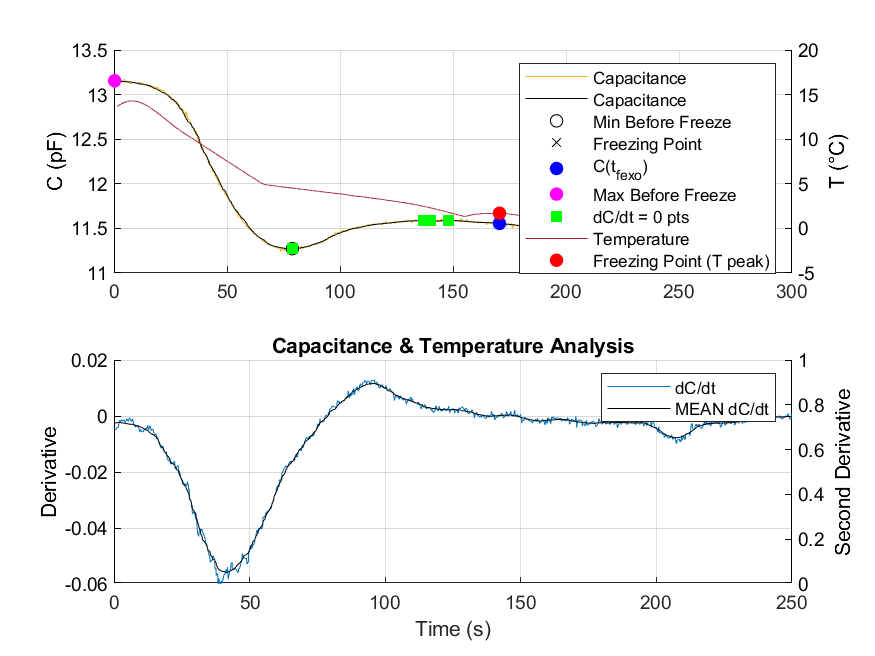 13.5
13
12.5
12
11.5
11
C (pF)
20
15
10
5
0
-5
T (°C)
Capacitance
Capacitance
Min Before Freeze
Freezing Point
C(t_fexo)
Max Before Freeze
dC/dt = 0 pts
Temperature
Freezing Point (T peak)
0 50 100 150 200 250 300
Capacitance & Temperature Analysis
0.02
0
-0.02
-0.04
-0.06
Derivative
1
0.8
0.6
0.4
0.2
0
Second Derivative
dC/dt
MEAN dC/dt
0 50 100 150 200 250
Time (s)